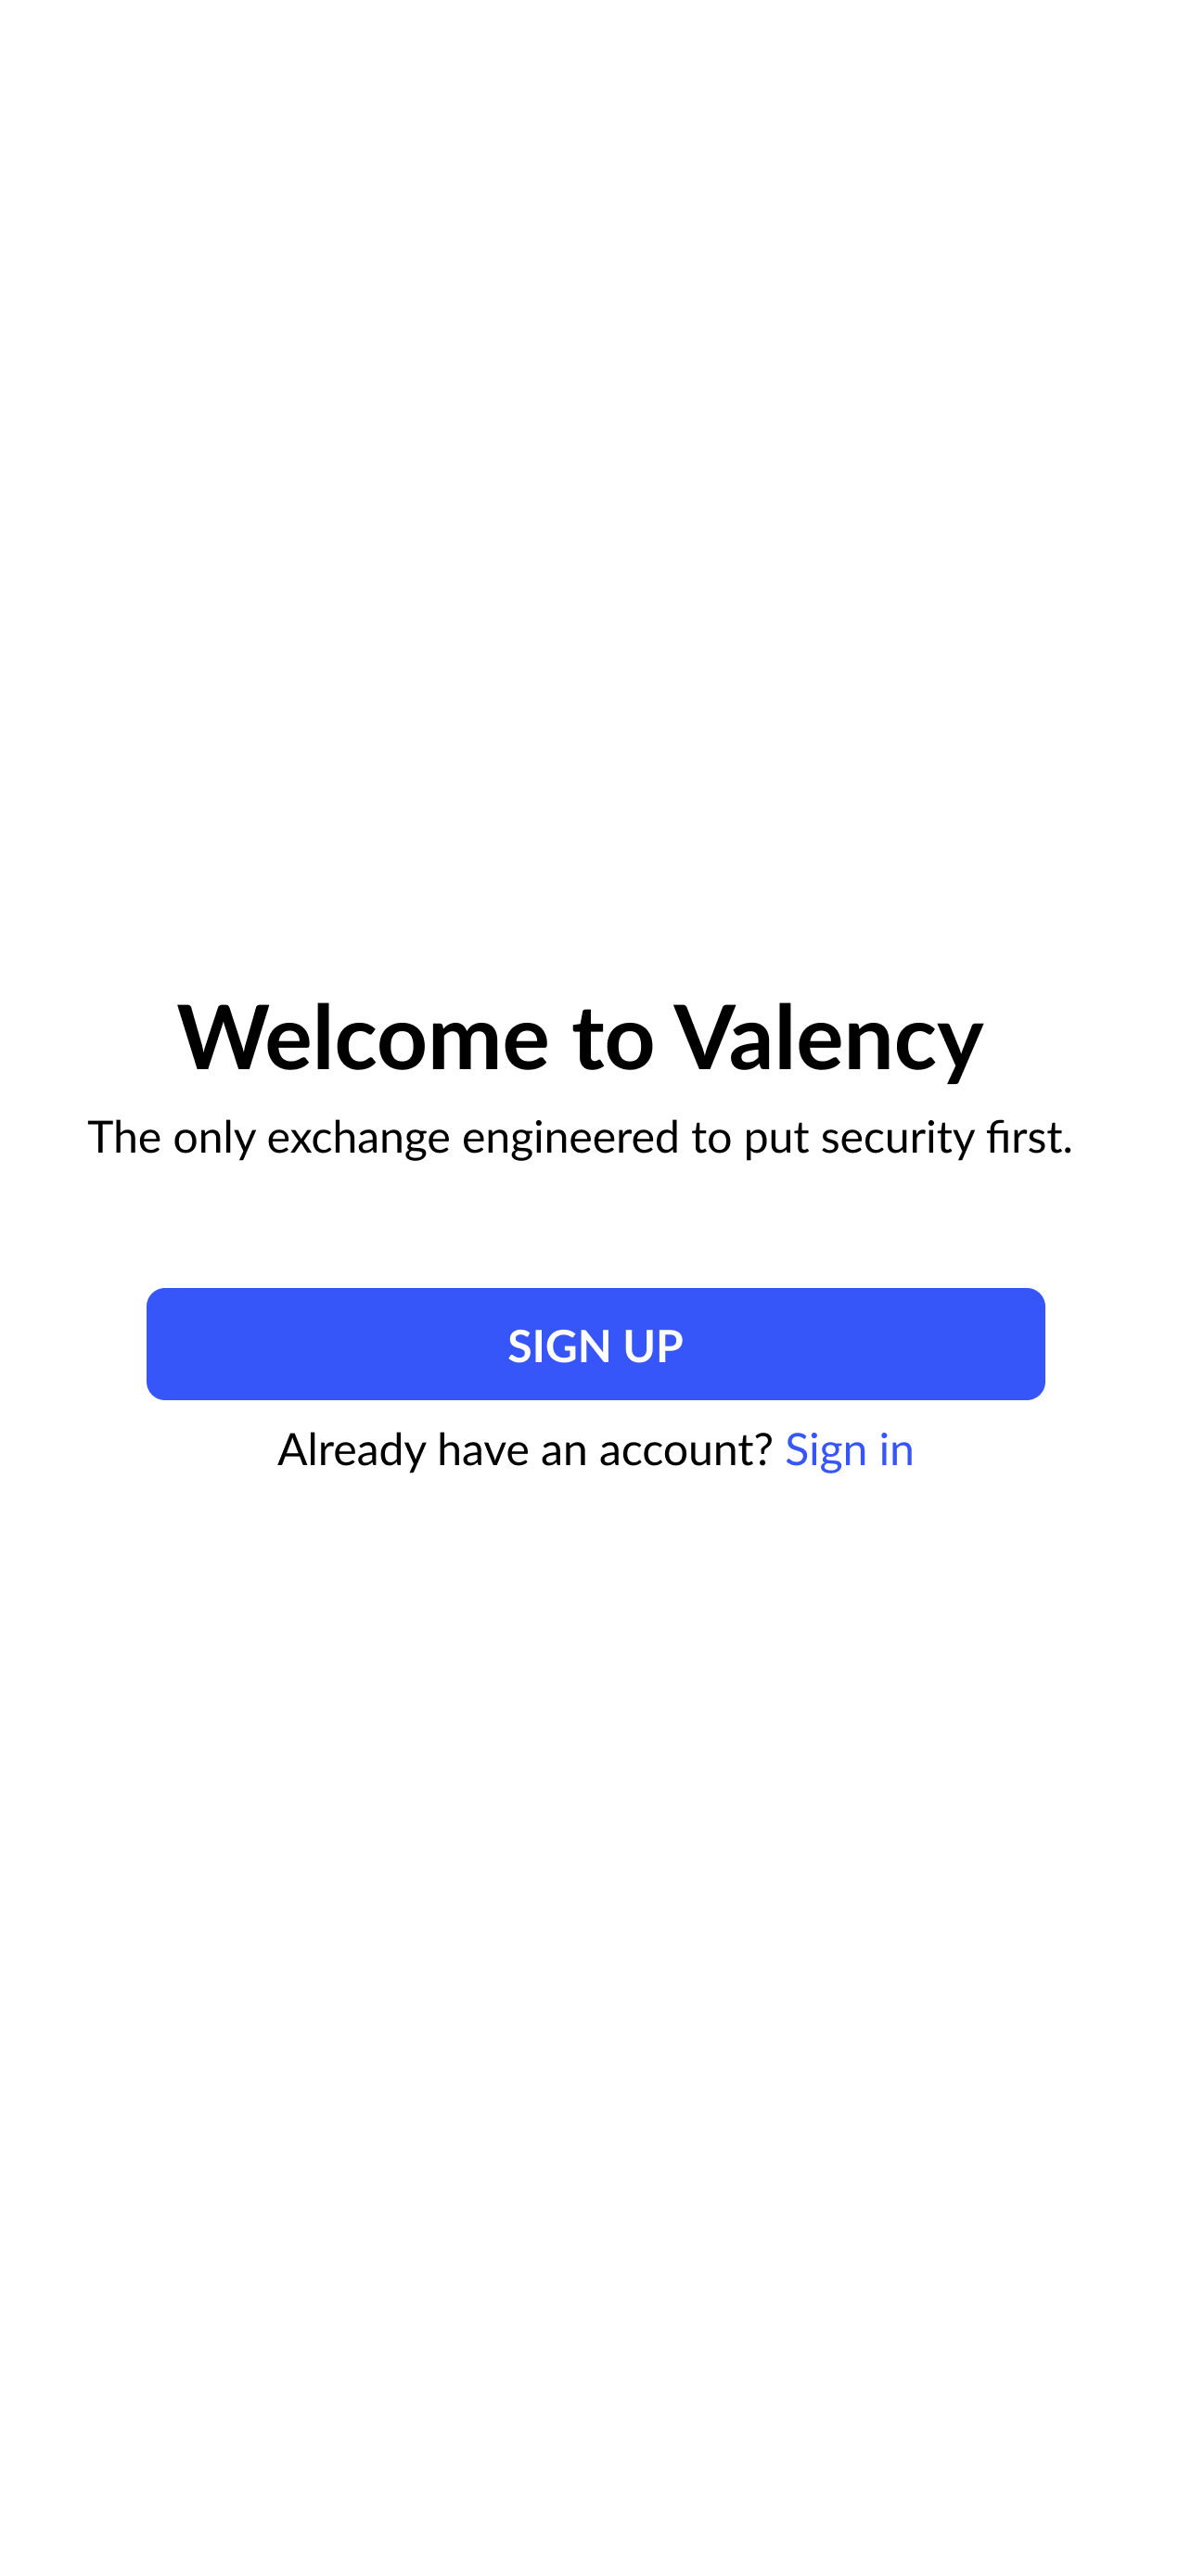 Welcome to Valency
The only exchange engineered to put security first.
SIGN UP
Already have an account? Sign in